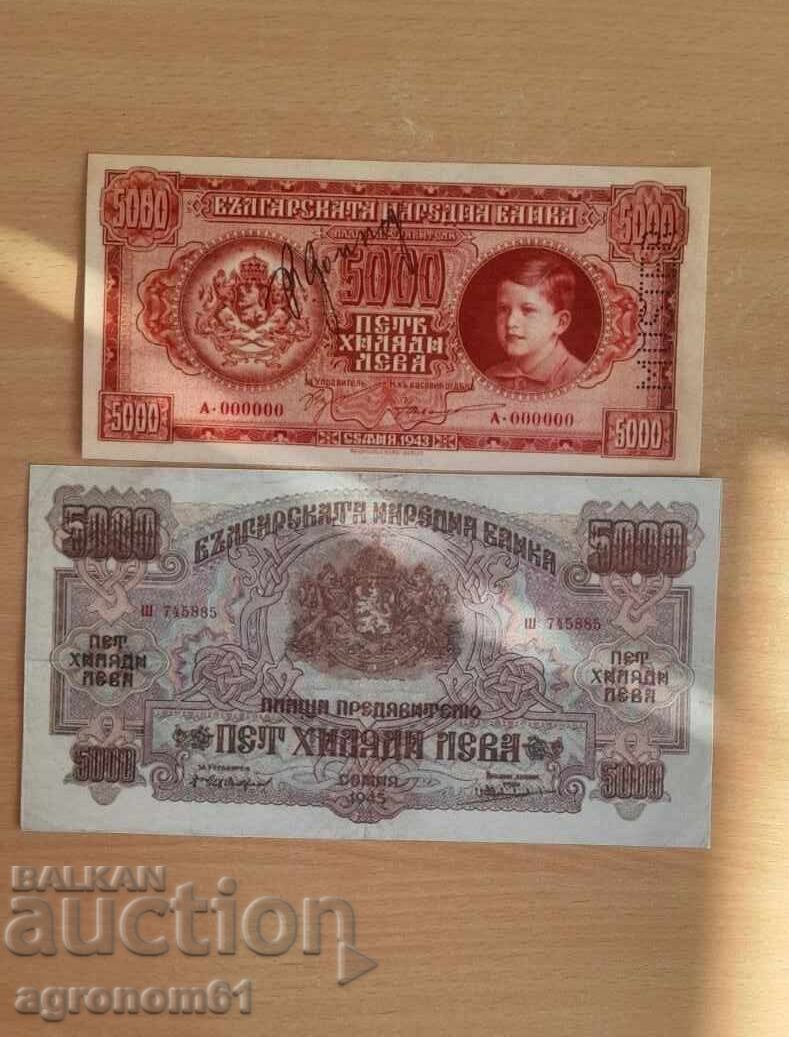 5000 БЪЛГАРСКАТА НАРОДНА БАНКА 5000
5000
ПЕТЬ
ХИЛЯДИ
ЛЕВА
А·000000
А·000000
5000
СОФИЯ 1943
5000
5000 БЪЛГАРСКАТА НАРОДНА БАНКА 5000
Ш 745885
Ш 745885
ПЕТ
ХИЛЯДИ
ЛЕВА
ПЕТ
ХИЛЯДИ
ЛЕВА
ПЛАЩА ПРЕДЯВИТЕЛЮ
ПЕТ ХИЛЯДИ ЛЕВА
5000
СОФИЯ
1945
5000
BALKAN
auction
agronom61